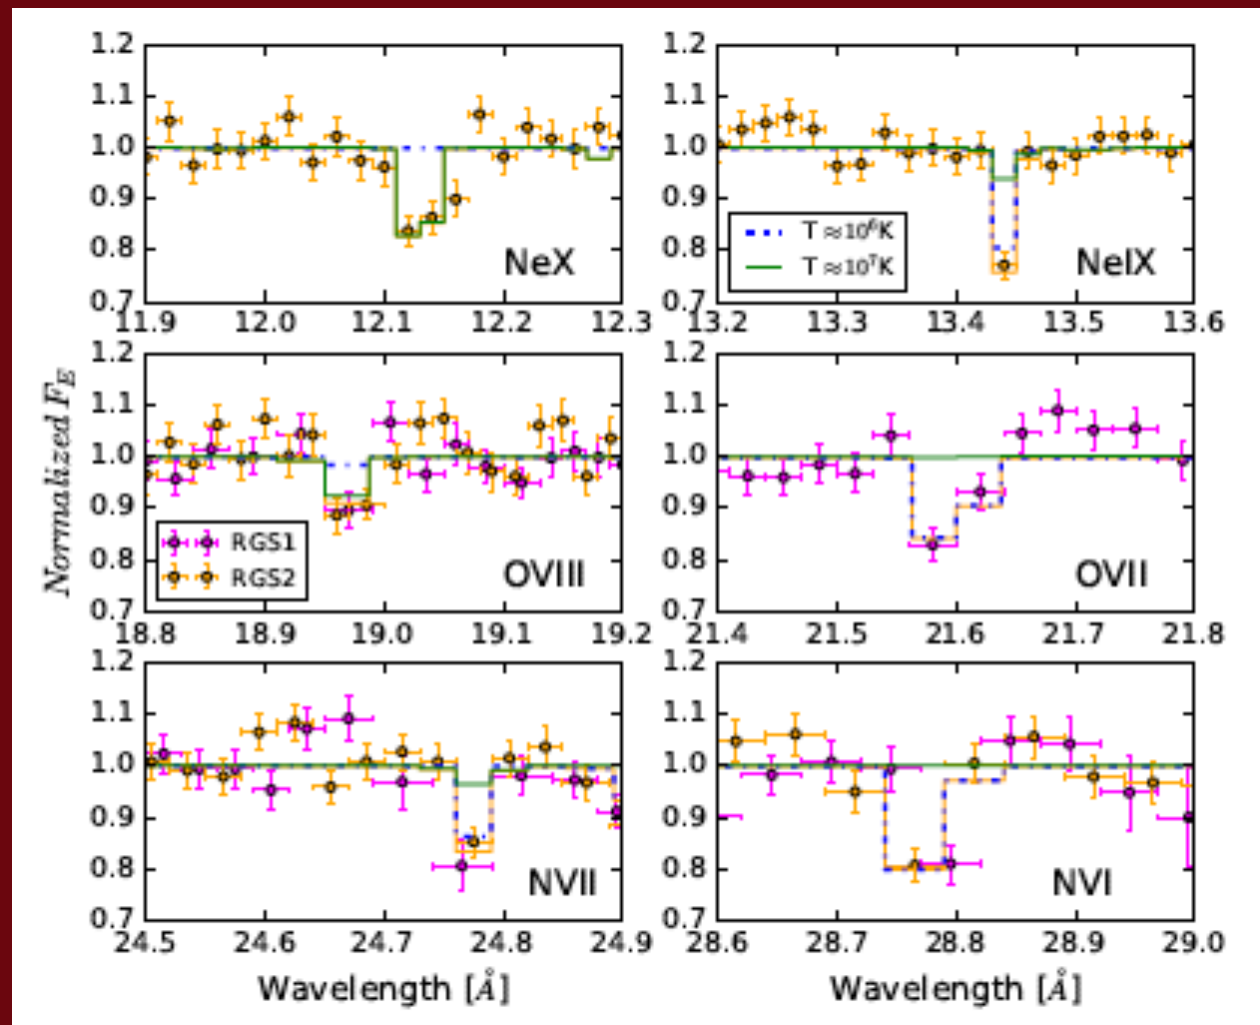 1.2
1.1
1.0
0.9
0.8
0.7
NeX
11.9 12.0 12.1 12.2 12.3
1.2
1.1
1.0
0.9
0.8
0.7
T ≈10⁶K
T ≈10⁷K
NeIX
13.2 13.3 13.4 13.5 13.6
Normalized F_E
1.2
1.1
1.0
0.9
0.8
0.7
RGS1
RGS2
OVIII
18.8 18.9 19.0 19.1 19.2
1.2
1.1
1.0
0.9
0.8
0.7
OVII
21.4 21.5 21.6 21.7 21.8
1.2
1.1
1.0
0.9
0.8
0.7
NVII
24.5 24.6 24.7 24.8 24.9
Wavelength [Å]
1.2
1.1
1.0
0.9
0.8
0.7
NVI
28.6 28.7 28.8 28.9 29.0
Wavelength [Å]